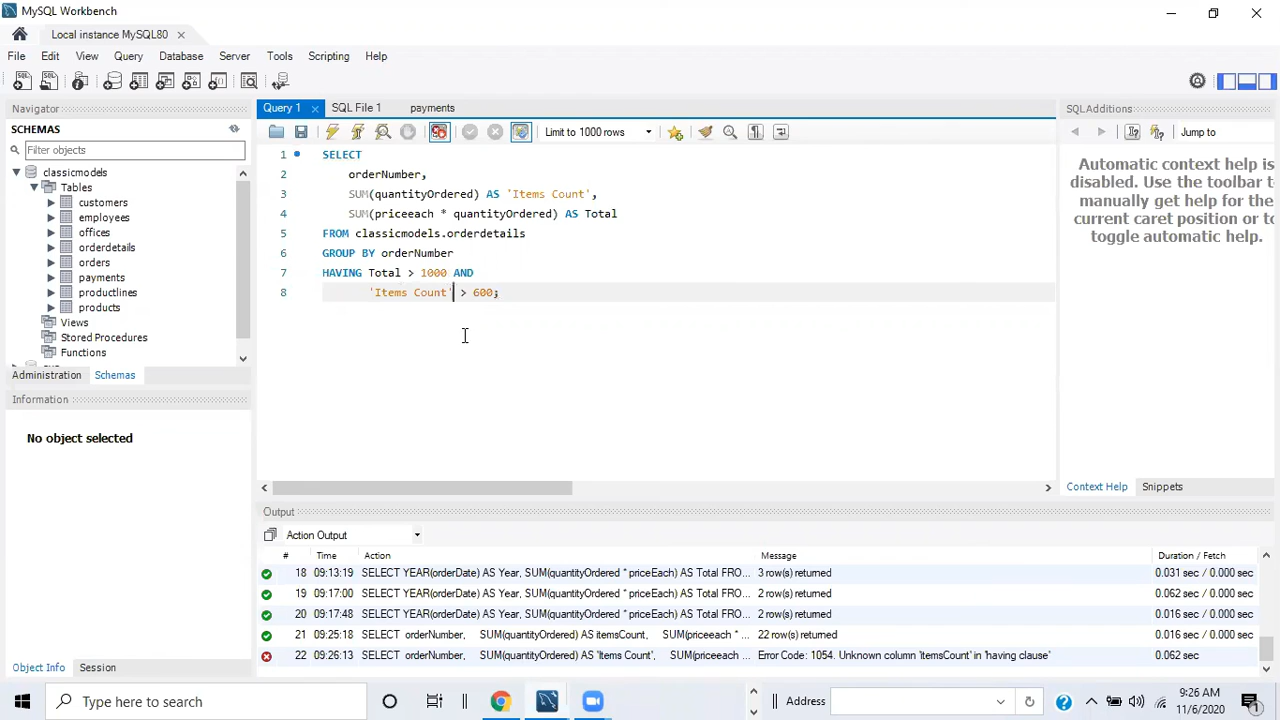 MySQL Workbench
Local instance MySQL80
File Edit View Query Database Server Tools Scripting Help
Navigator
SCHEMAS
Filter objects
classicmodels
Tables
customers
employees
offices
orderdetails
orders
payments
productlines
products
Views
Stored Procedures
Functions
Administration Schemas
Information
No object selected
Object Info Session
Query 1 SQL File 1 payments
Limit to 1000 rows
1 SELECT
2 orderNumber,
3 SUM(quantityOrdered) AS 'Items Count',
4 SUM(priceeach * quantityOrdered) AS Total
5 FROM classicmodels.orderdetails
6 GROUP BY orderNumber
7 HAVING Total > 1000 AND
8 'Items Count' > 600;
SQLAdditions
Jump to
Automatic context help is
disabled. Use the toolbar t
manually get help for the
current caret position or to
toggle automatic help.
Context Help Snippets
Output
Action Output
# Time Action Message Duration / Fetch
18 09:13:19 SELECT YEAR(orderDate) AS Year, SUM(quantityOrdered * priceEach) AS Total FRO... 3 row(s) returned 0.031 sec / 0.000 sec
19 09:17:00 SELECT YEAR(orderDate) AS Year, SUM(quantityOrdered * priceEach) AS Total FRO... 2 row(s) returned 0.062 sec / 0.000 sec
20 09:17:48 SELECT YEAR(orderDate) AS Year, SUM(quantityOrdered * priceEach) AS Total FRO... 2 row(s) returned 0.016 sec / 0.000 sec
21 09:25:18 SELECT orderNumber, SUM(quantityOrdered) AS itemsCount, SUM(priceeach * ... 22 row(s) returned 0.016 sec / 0.000 sec
22 09:26:13 SELECT orderNumber, SUM(quantityOrdered) AS 'Items Count', SUM(priceeach ... Error Code: 1054. Unknown column 'itemsCount' in 'having clause' 0.062 sec
Type here to search
Address
9:26 AM
11/6/2020
1